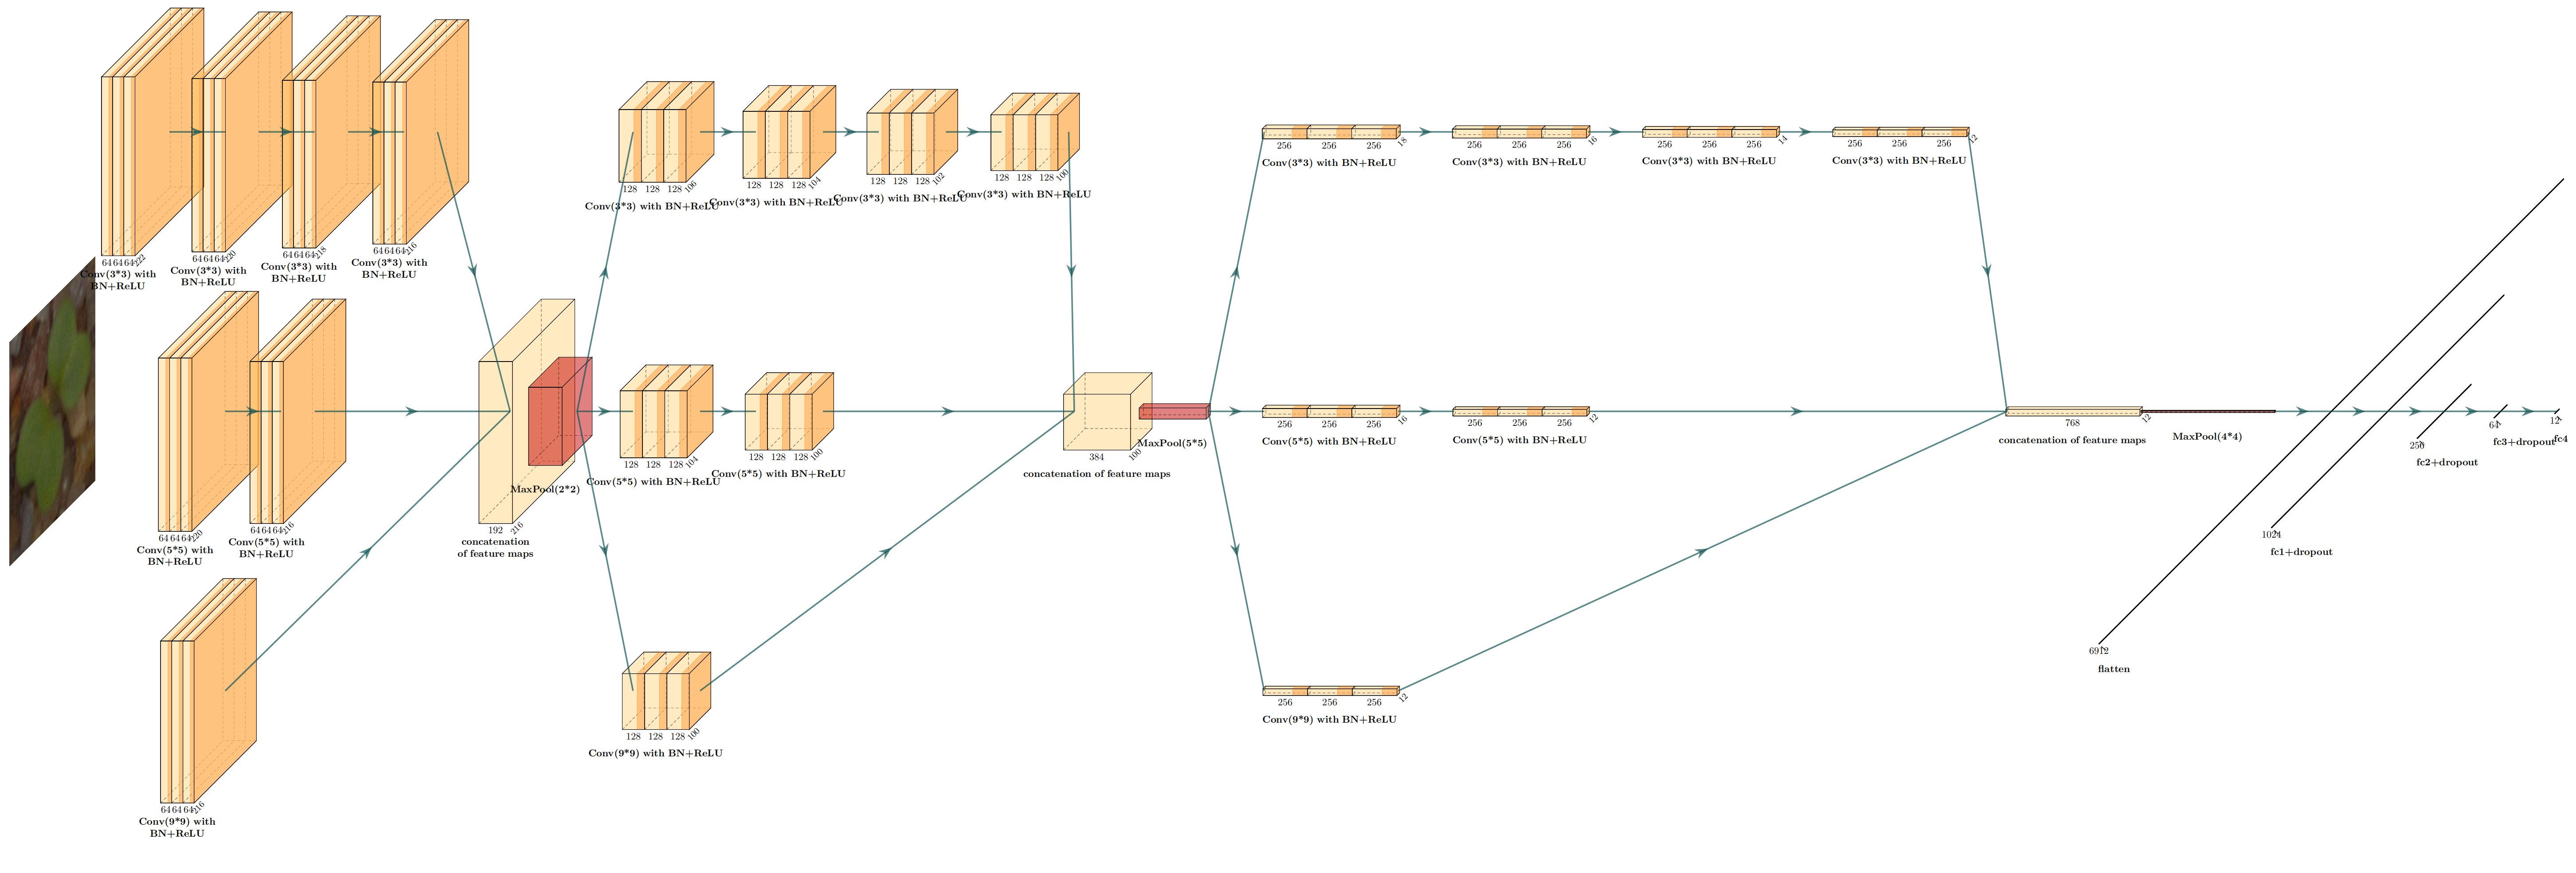 64 64 64 222
Conv(3*3) with
BN+ReLU
64 64 64 220
Conv(3*3) with
BN+ReLU
64 64 64 218
Conv(3*3) with
BN+ReLU
64 64 64 216
Conv(3*3) with
BN+ReLU
128 128 128 106
Conv(3*3) with BN+ReLU
128 128 128 104
Conv(3*3) with BN+ReLU
128 128 128 102
Conv(3*3) with BN+ReLU
128 128 128 100
Conv(3*3) with BN+ReLU
256 256 256 18
Conv(3*3) with BN+ReLU
256 256 256 16
Conv(3*3) with BN+ReLU
256 256 256 14
Conv(3*3) with BN+ReLU
256 256 256 12
Conv(3*3) with BN+ReLU
64 64 64 220
Conv(5*5) with
BN+ReLU
64 64 64 216
Conv(5*5) with
BN+ReLU
192 216
concatenation
of feature maps
MaxPool(2*2)
128 128 128 104
Conv(5*5) with BN+ReLU
128 128 128 100
Conv(5*5) with BN+ReLU
384 100
concatenation of feature maps
MaxPool(5*5)
256 256 256 16
Conv(5*5) with BN+ReLU
256 256 256 12
Conv(5*5) with BN+ReLU
768 12
concatenation of feature maps
MaxPool(4*4)
6912
flatten
1024
fc1+dropout
256
fc2+dropout
64
fc3+dropout
12
fc4
64 64 64 216
Conv(9*9) with
BN+ReLU
128 128 128 100
Conv(9*9) with BN+ReLU
256 256 256 12
Conv(9*9) with BN+ReLU